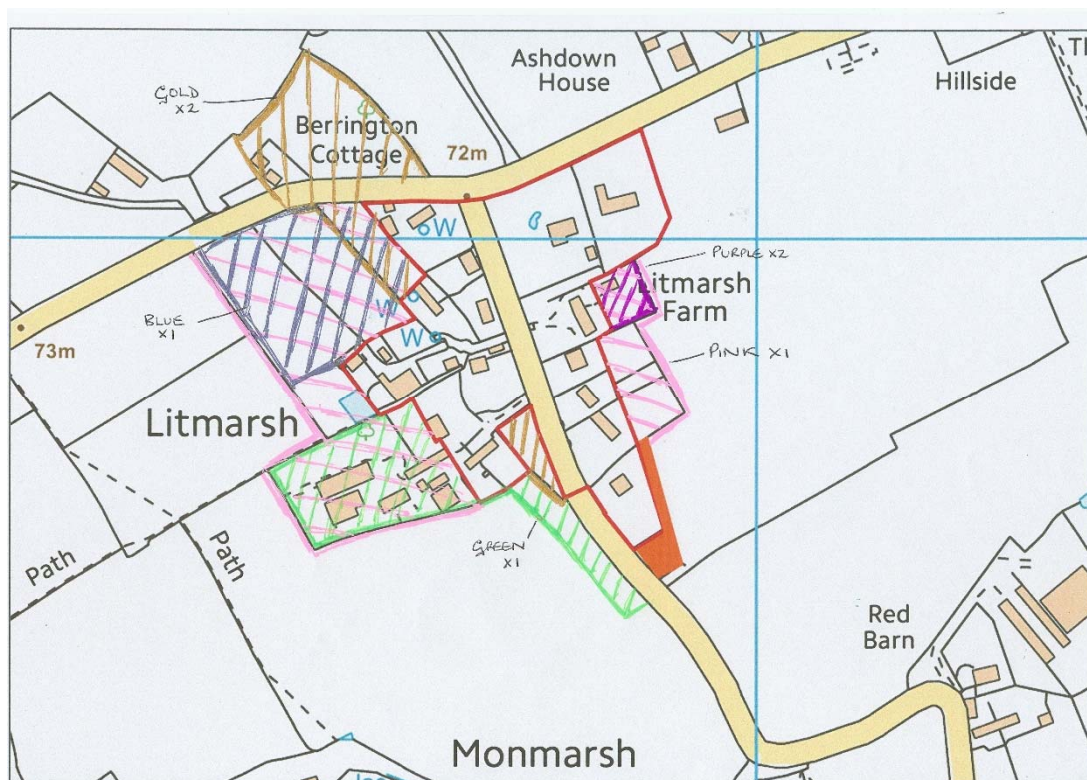 Ashdown
House
Th
Hillside
GOLD
X2
Berrington
Cottage
72m
W
PURPLE X2
Litmarsh
Farm
W
BLUE
X1
W
73m
PINK X1
Litmarsh
GREEN
X1
Path
Path
Red
Barn
Monmarsh